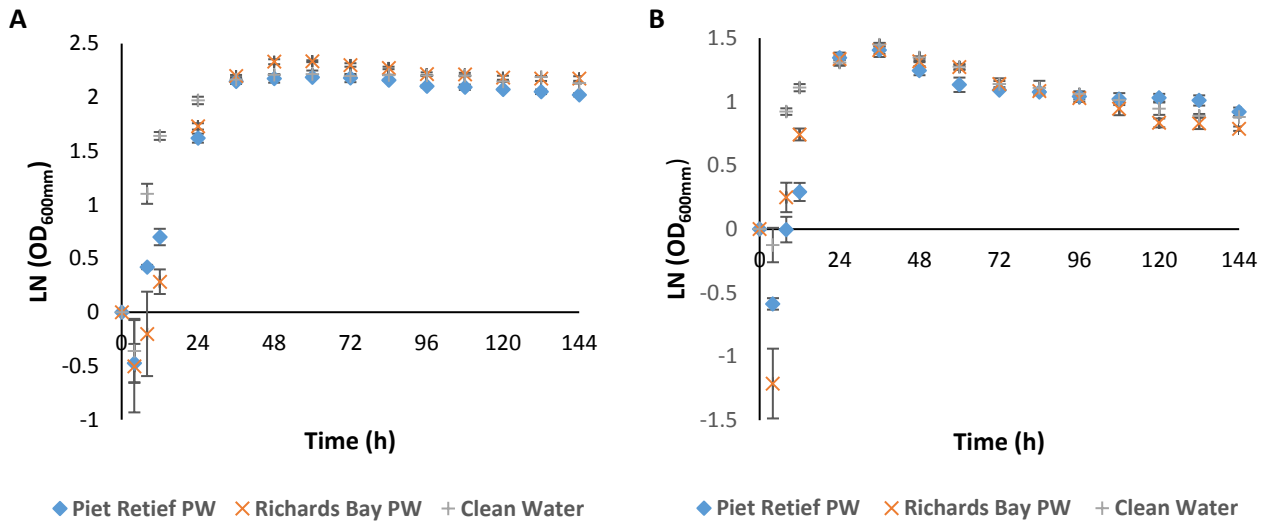 A
LN (OD600mm)
2.5
2
1.5
1
0.5
0
-0.5
-1
0 24 48 72 96 120 144
Time (h)
Piet Retief PW Richards Bay PW Clean Water
B
LN (OD600mm)
1.5
1
0.5
0
-0.5
-1
-1.5
0 24 48 72 96 120 144
Time (h)
Piet Retief PW Richards Bay PW Clean Water